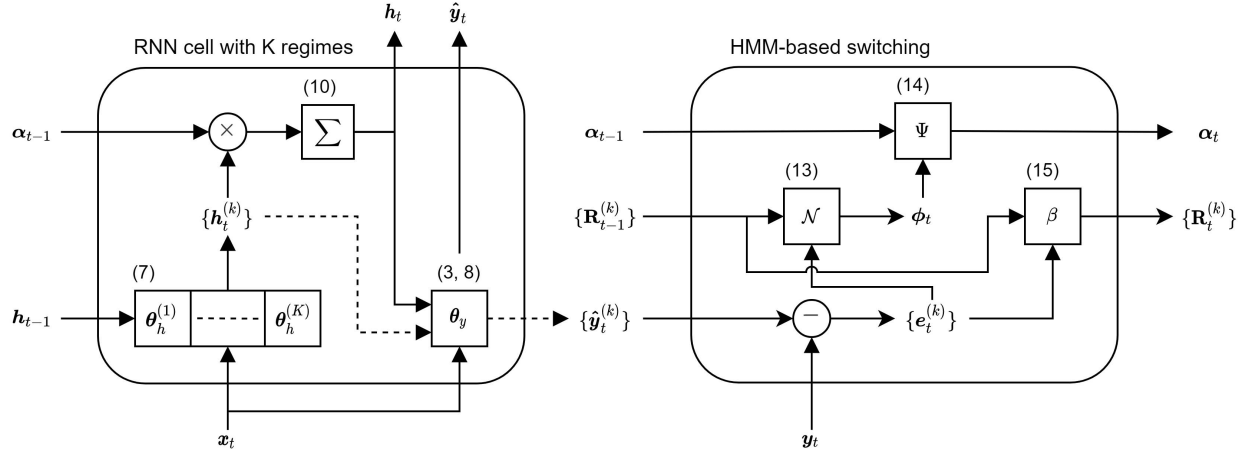 h_t ŷ_t
RNN cell with K regimes
(10)
α_{t−1} × ∑
{h_t^{(k)}}
(7) (3, 8)
h_{t−1} θ_h^{(1)} θ_h^{(K)} θ_y {ŷ_t^{(k)}}
x_t
HMM-based switching
(14)
α_{t−1} Ψ α_t
(13) (15)
{R_{t−1}^{(k)}} 𝒩 ϕ_t β {R_t^{(k)}}
− {e_t^{(k)}}
y_t